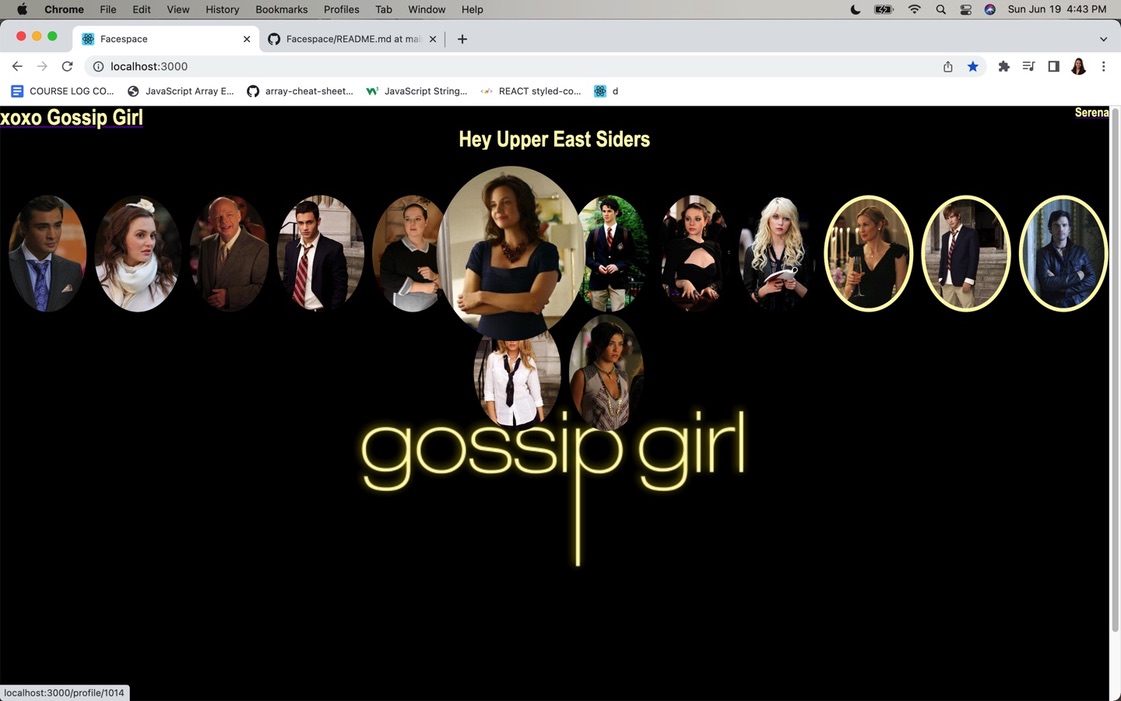 Chrome File Edit View History Bookmarks Profiles Tab Window Help Sun Jun 19 4:43 PM
Facespace Facespace/README.md at mai
localhost:3000
COURSE LOG CO... JavaScript Array E... array-cheat-sheet... JavaScript String... REACT styled-co... d
xoxo Gossip Girl Serena
Hey Upper East Siders
gossip girl
localhost:3000/profile/1014